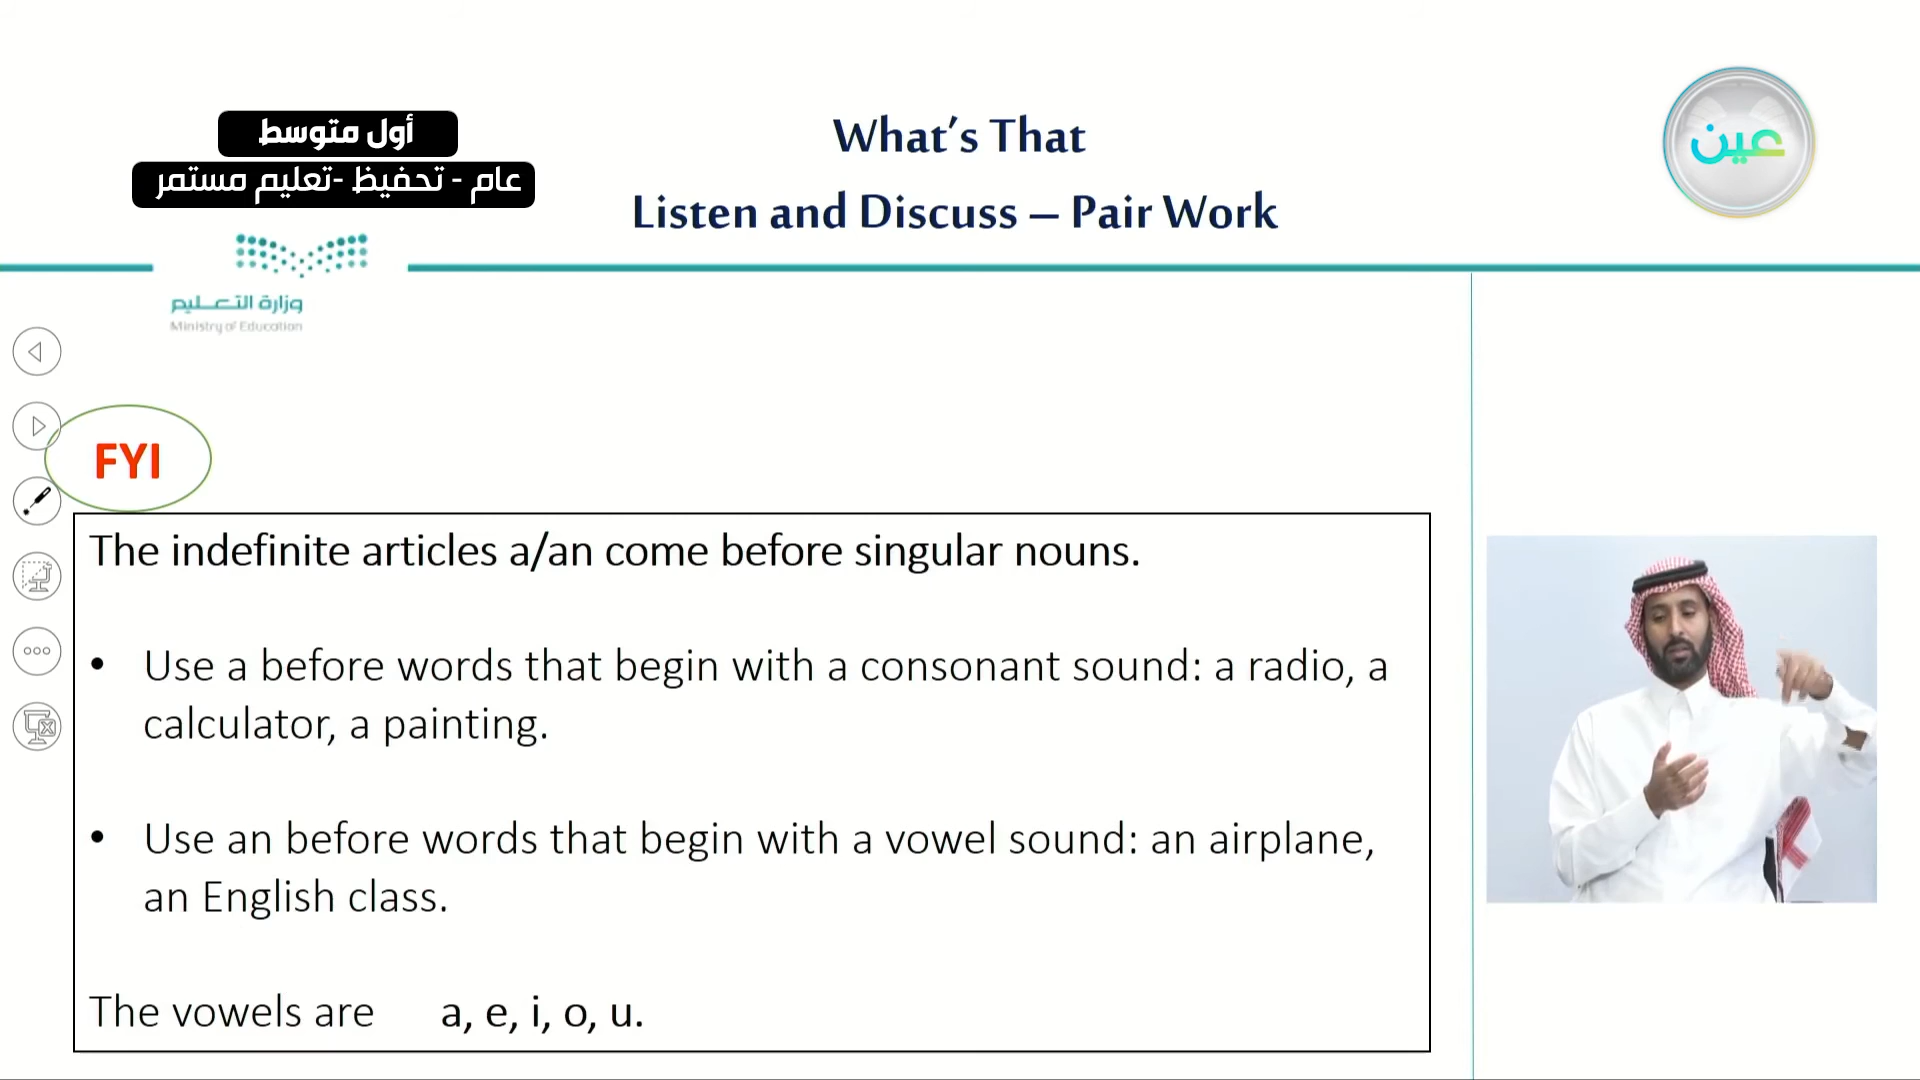 أول متوسط
عام - تحفيظ -تعليم مستمر
What's That
Listen and Discuss – Pair Work
عين
وزارة التعليم
Ministry of Education
FYI
The indefinite articles a/an come before singular nouns.
• Use a before words that begin with a consonant sound: a radio, a
calculator, a painting.
• Use an before words that begin with a vowel sound: an airplane,
an English class.
The vowels are a, e, i, o, u.